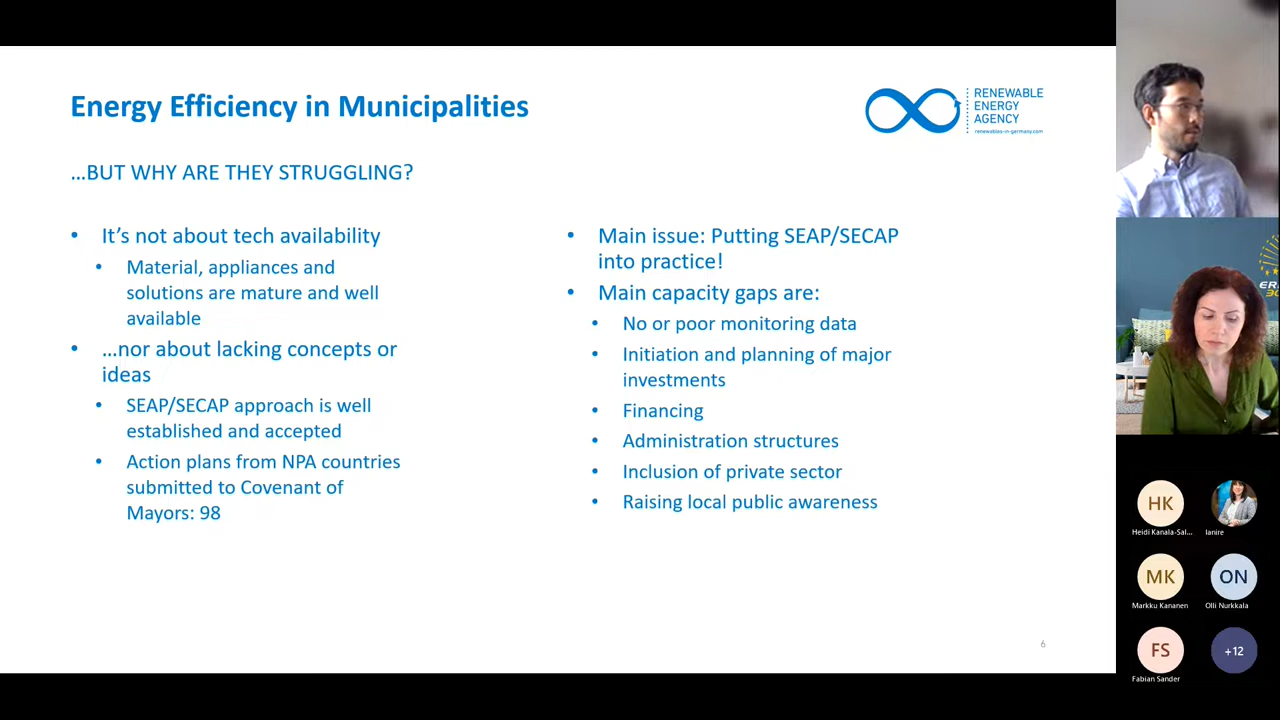 Energy Efficiency in Municipalities
RENEWABLE
ENERGY
AGENCY
renewables-in-germany.com
...BUT WHY ARE THEY STRUGGLING?
• It's not about tech availability
• Material, appliances and
solutions are mature and well
available
• ...nor about lacking concepts or
ideas
• SEAP/SECAP approach is well
established and accepted
• Action plans from NPA countries
submitted to Covenant of
Mayors: 98
• Main issue: Putting SEAP/SECAP
into practice!
• Main capacity gaps are:
• No or poor monitoring data
• Initiation and planning of major
investments
• Financing
• Administration structures
• Inclusion of private sector
• Raising local public awareness
6
HK
Heidi Kanala-Sal...
Ianire
MK
Markku Kananen
ON
Olli Nurkkala
FS
Fabian Sander
+12